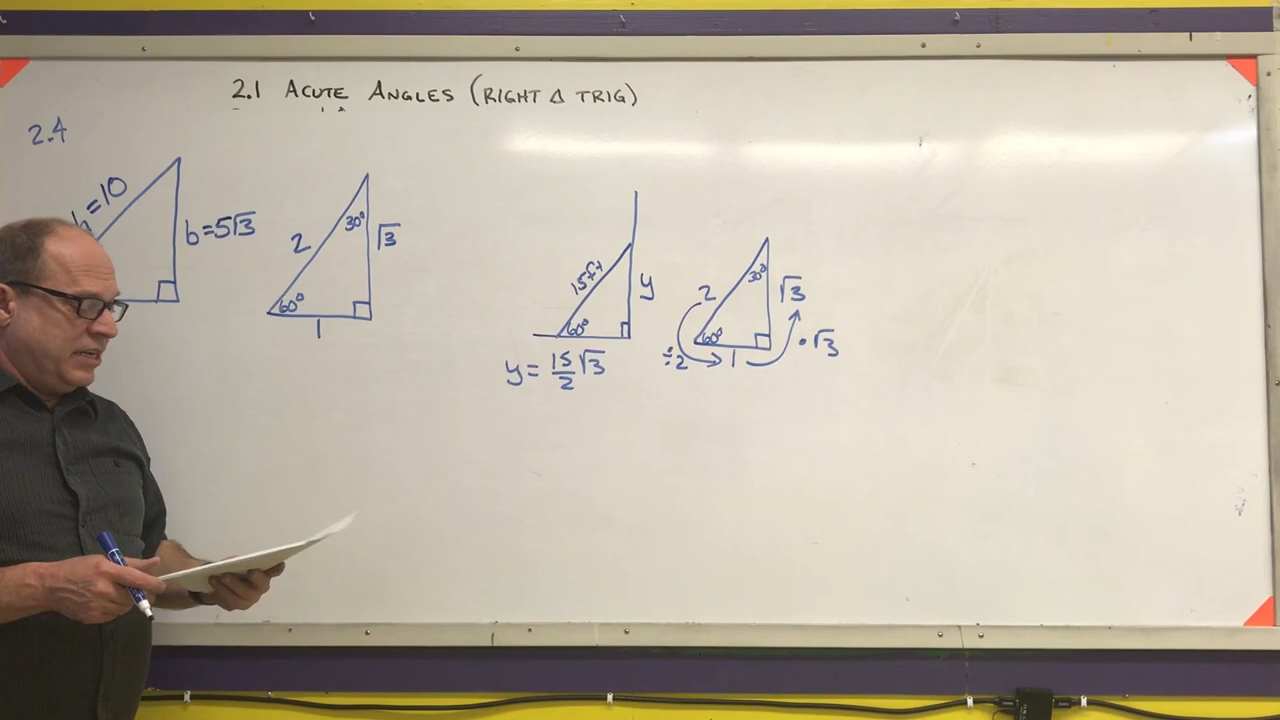 2.1 ACUTE ANGLES (RIGHT Δ TRIG)
2.4
h=10
b=5√3
2
30°
√3
60°
1
15ft
y
60°
y = 15/2 √3
2
30°
√3
60°
÷2
1
·√3